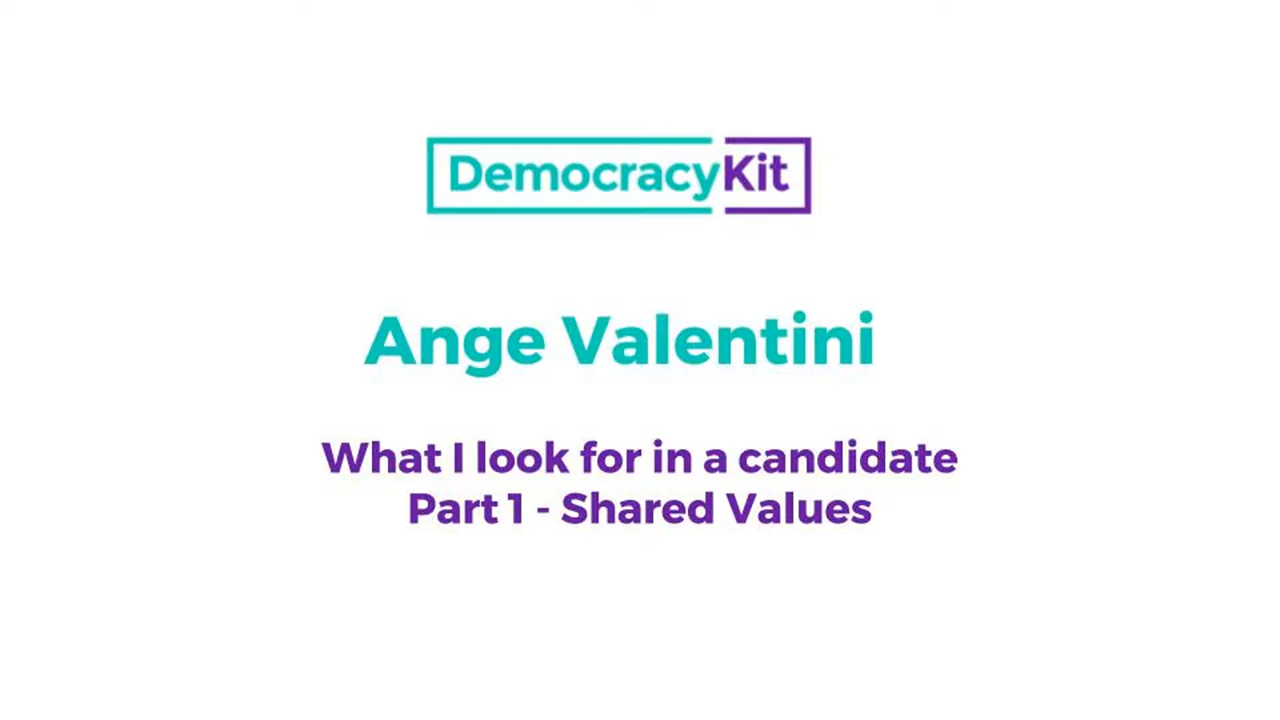 DemocracyKit
Ange Valentini
What I look for in a candidate
Part 1 - Shared Values